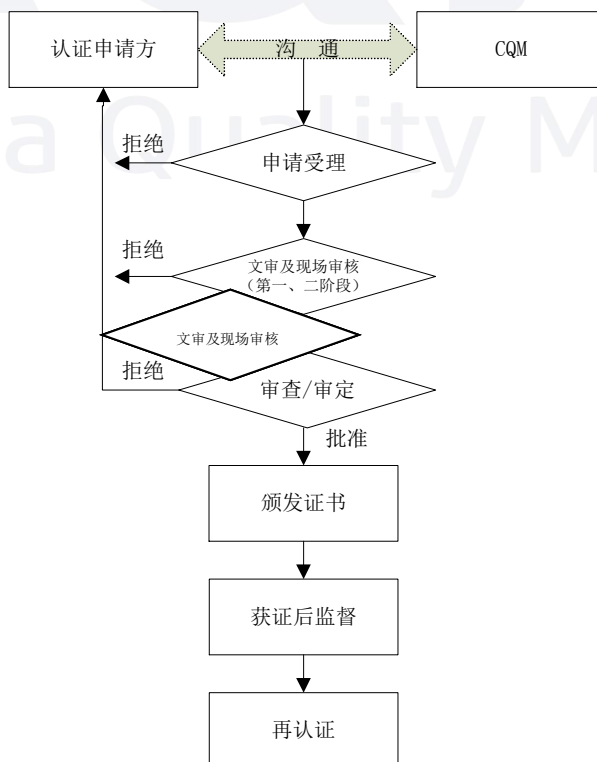 认证申请方
沟 通
CQM
拒绝
申请受理
拒绝
文审及现场审核
(第一、二阶段)
文审及现场审核
拒绝
审查/审定
批准
颁发证书
获证后监督
再认证
a Quality M